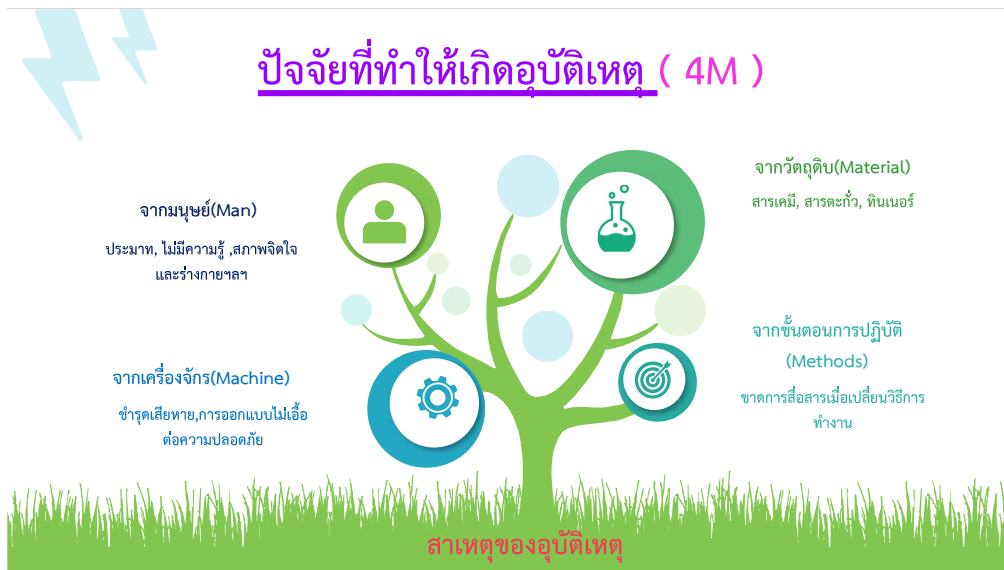 ปัจจัยที่ทำให้เกิดอุบัติเหตุ ( 4M )
จากมนุษย์(Man)
ประมาท, ไม่มีความรู้ ,สภาพจิตใจ
และร่างกายฯลฯ
จากวัตถุดิบ(Material)
สารเคมี, สารตะกั่ว, ทินเนอร์
จากเครื่องจักร(Machine)
ชำรุดเสียหาย,การออกแบบไม่เอื้อ
ต่อความปลอดภัย
จากขั้นตอนการปฏิบัติ
(Methods)
ขาดการสื่อสารเมื่อเปลี่ยนวิธีการ
ทำงาน
สาเหตุของอุบัติเหตุ